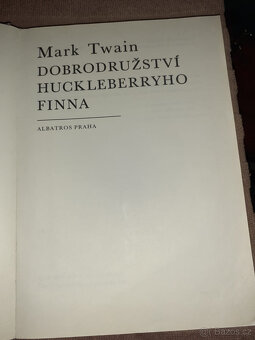 Mark Twain
DOBRODRUŽSTVÍ
HUCKLEBERRYHO
FINNA
ALBATROS PRAHA